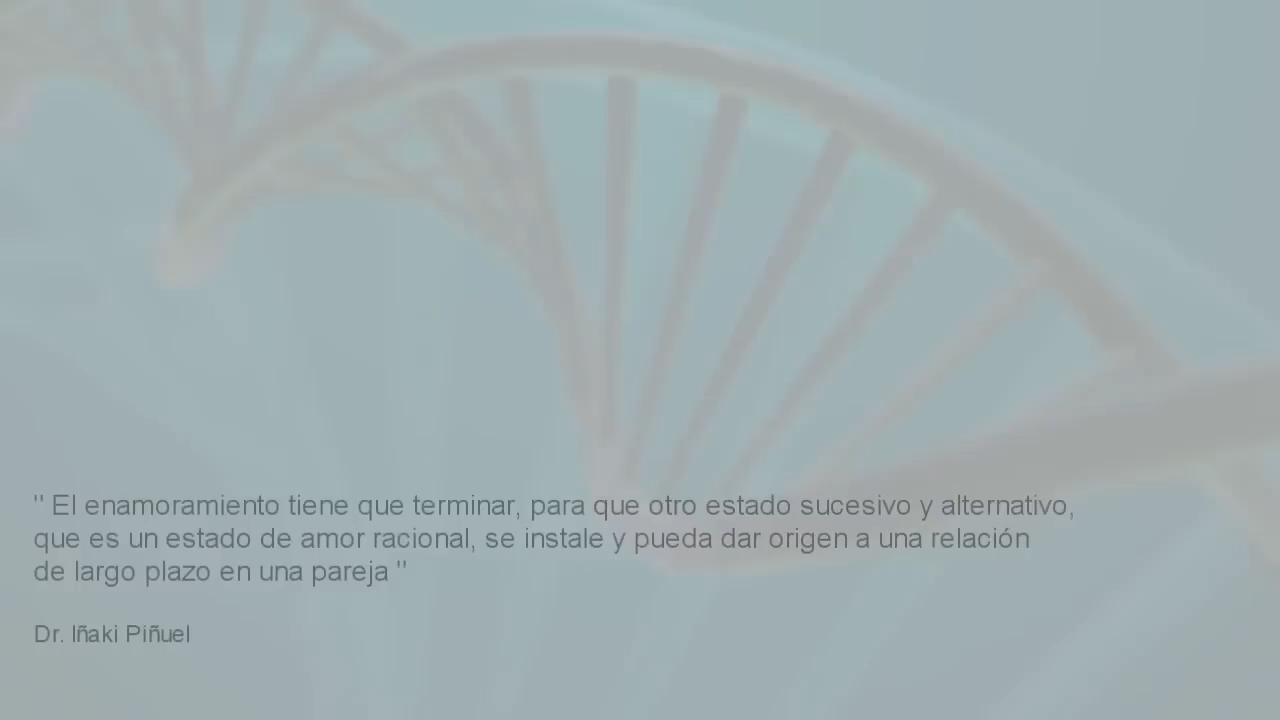 " El enamoramiento tiene que terminar, para que otro estado sucesivo y alternativo,
que es un estado de amor racional, se instale y pueda dar origen a una relación
de largo plazo en una pareja "
Dr. Iñaki Piñuel